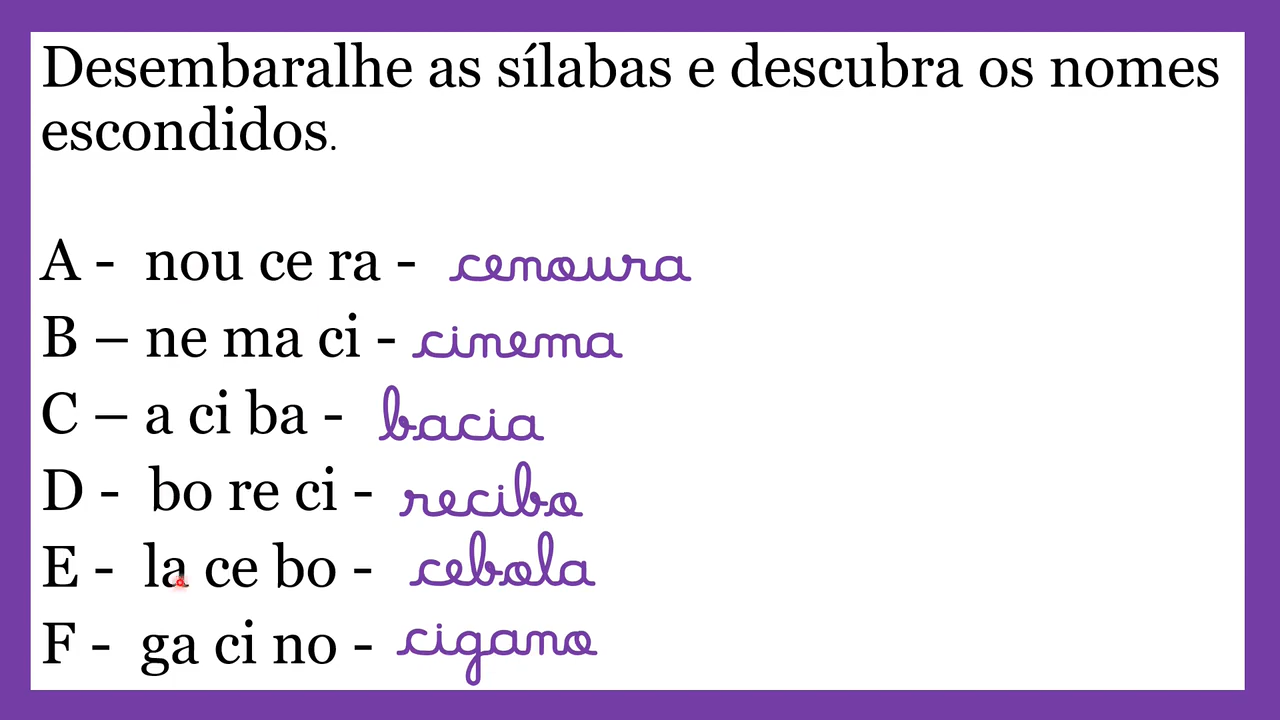 Desembaralhe as sílabas e descubra os nomes
escondidos.
A - nou ce ra - cenoura
B – ne ma ci - cinema
C – a ci ba - bacia
D - bo re ci - recibo
E - la ce bo - cebola
F - ga ci no - cigano